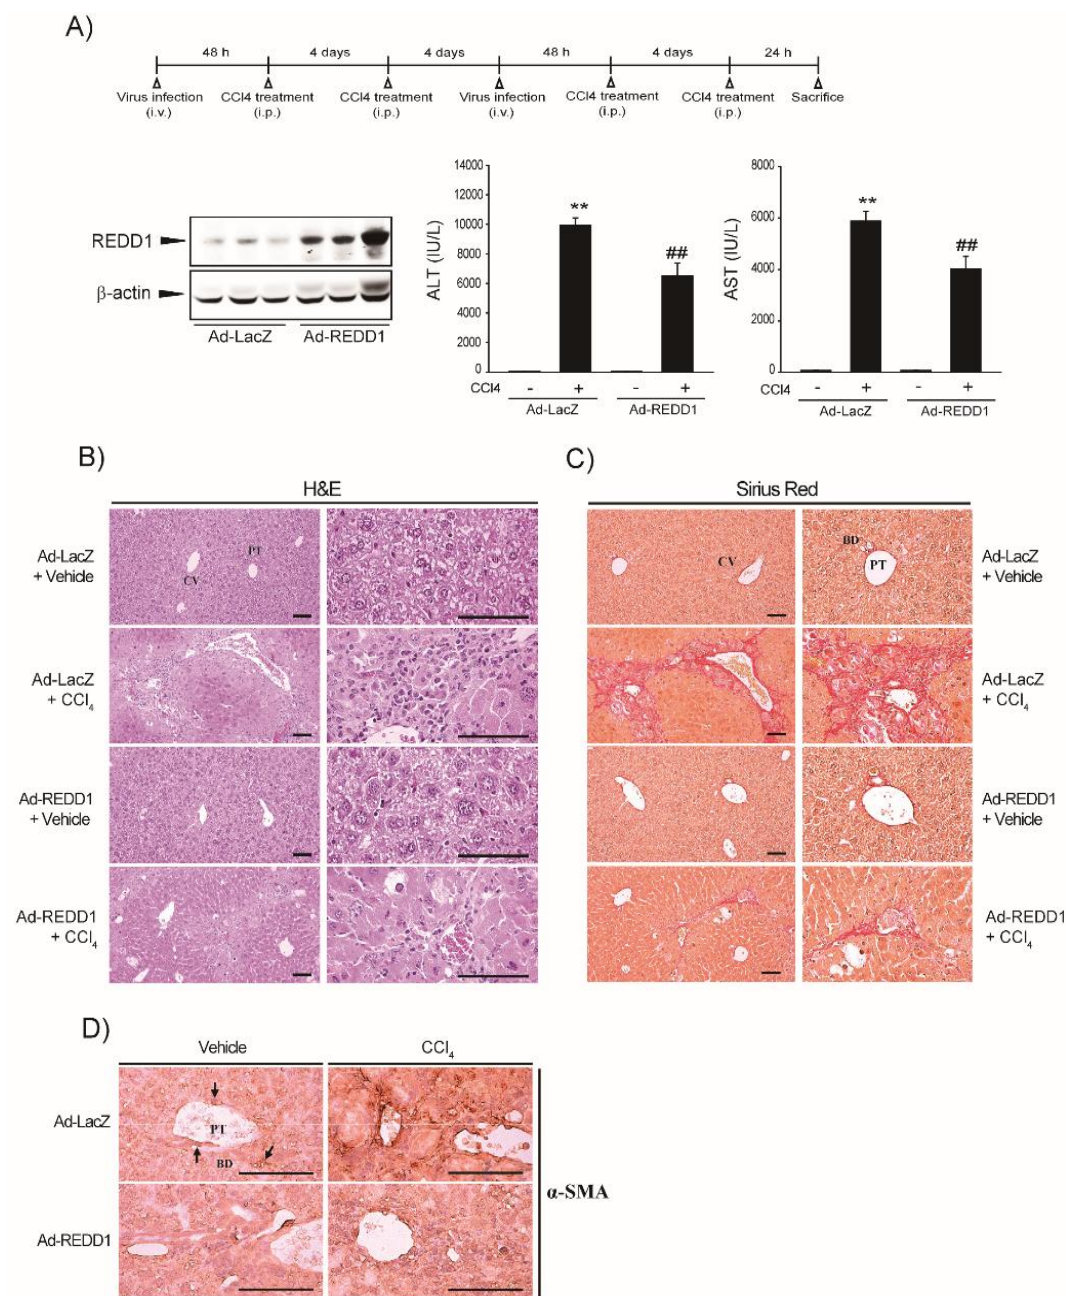 A)
48 h 4 days 4 days 48 h 4 days 24 h
Virus infection CCl4 treatment CCl4 treatment Virus infection CCl4 treatment CCl4 treatment Sacrifice
(i.v.) (i.p.) (i.p.) (i.v.) (i.p.) (i.p.)
REDD1
β-actin
Ad-LacZ Ad-REDD1
ALT (IU/L)
14000
12000
10000
8000
6000
4000
2000
0
**
##
CCl4 - + - +
Ad-LacZ Ad-REDD1
AST (IU/L)
8000
6000
4000
2000
0
**
##
CCl4 - + - +
Ad-LacZ Ad-REDD1
B)
H&E
Ad-LacZ
+ Vehicle
CV
PT
Ad-LacZ
+ CCl₄
Ad-REDD1
+ Vehicle
Ad-REDD1
+ CCl₄
C)
Sirius Red
CV
BD
PT
Ad-LacZ
+ Vehicle
Ad-LacZ
+ CCl₄
Ad-REDD1
+ Vehicle
Ad-REDD1
+ CCl₄
D)
Vehicle CCl₄
Ad-LacZ
PT
BD
Ad-REDD1
α-SMA